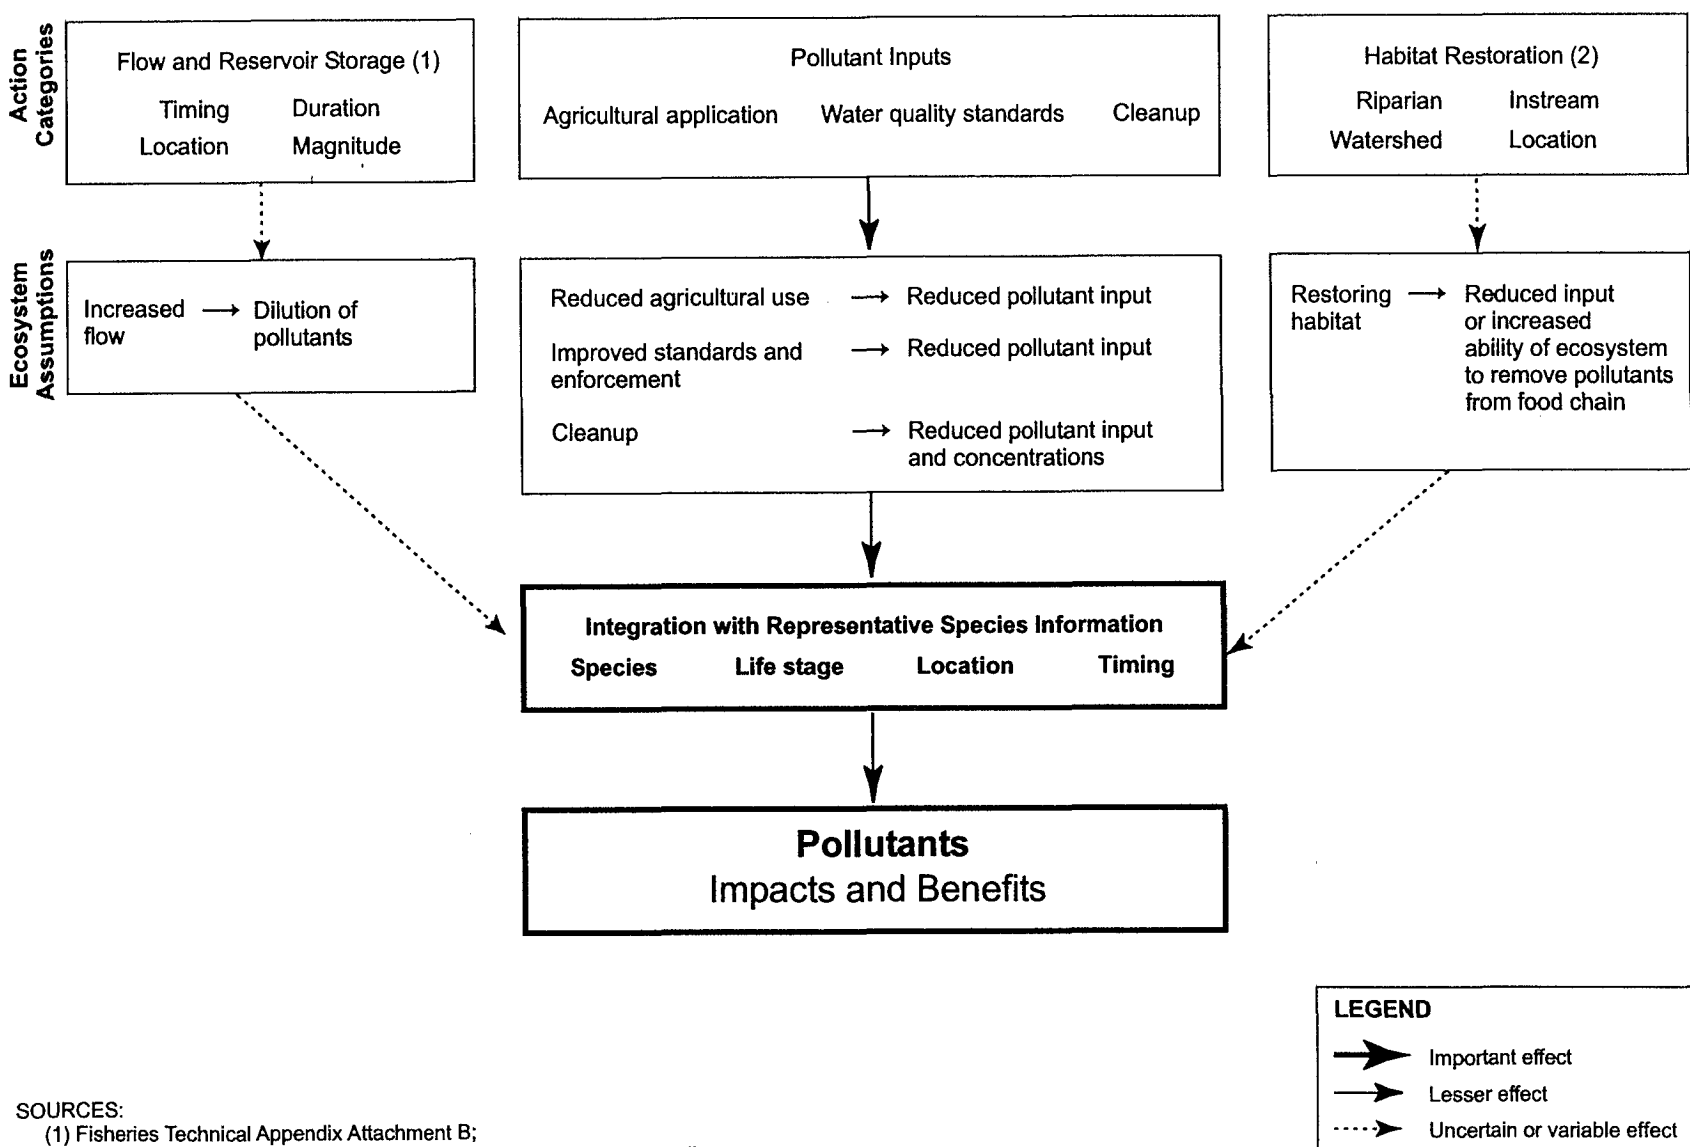 Action
Categories
Flow and Reservoir Storage (1)
Timing Duration
Location Magnitude
Pollutant Inputs
Agricultural application Water quality standards Cleanup
Habitat Restoration (2)
Riparian Instream
Watershed Location
Ecosystem
Assumptions
Increased Dilution of
flow pollutants
Reduced agricultural use Reduced pollutant input
Improved standards and Reduced pollutant input
enforcement
Cleanup Reduced pollutant input
and concentrations
Restoring Reduced input
habitat or increased
ability of ecosystem
to remove pollutants
from food chain
Integration with Representative Species Information
Species Life stage Location Timing
Pollutants
Impacts and Benefits
LEGEND
Important effect
Lesser effect
Uncertain or variable effect
SOURCES:
(1) Fisheries Technical Appendix Attachment B;